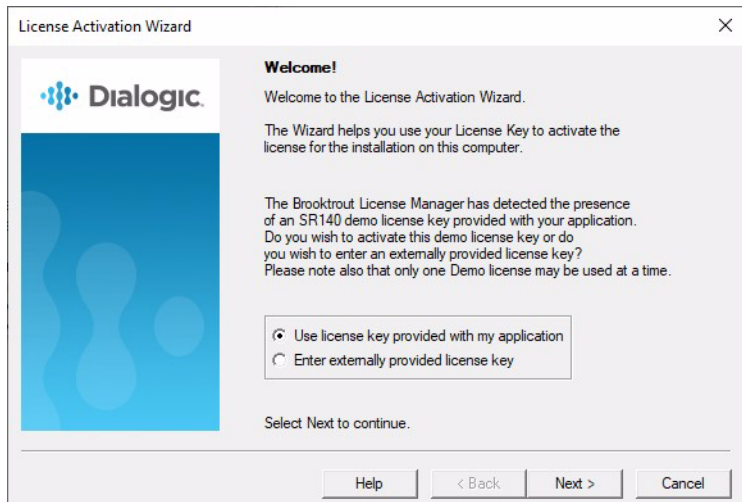 License Activation Wizard
Dialogic
Welcome!
Welcome to the License Activation Wizard.
The Wizard helps you use your License Key to activate the
license for the installation on this computer.
The Brooktrout License Manager has detected the presence
of an SR140 demo license key provided with your application.
Do you wish to activate this demo license key or do
you wish to enter an externally provided license key?
Please note also that only one Demo license may be used at a time.
Use license key provided with my application
Enter externally provided license key
Select Next to continue.
Help
< Back
Next >
Cancel